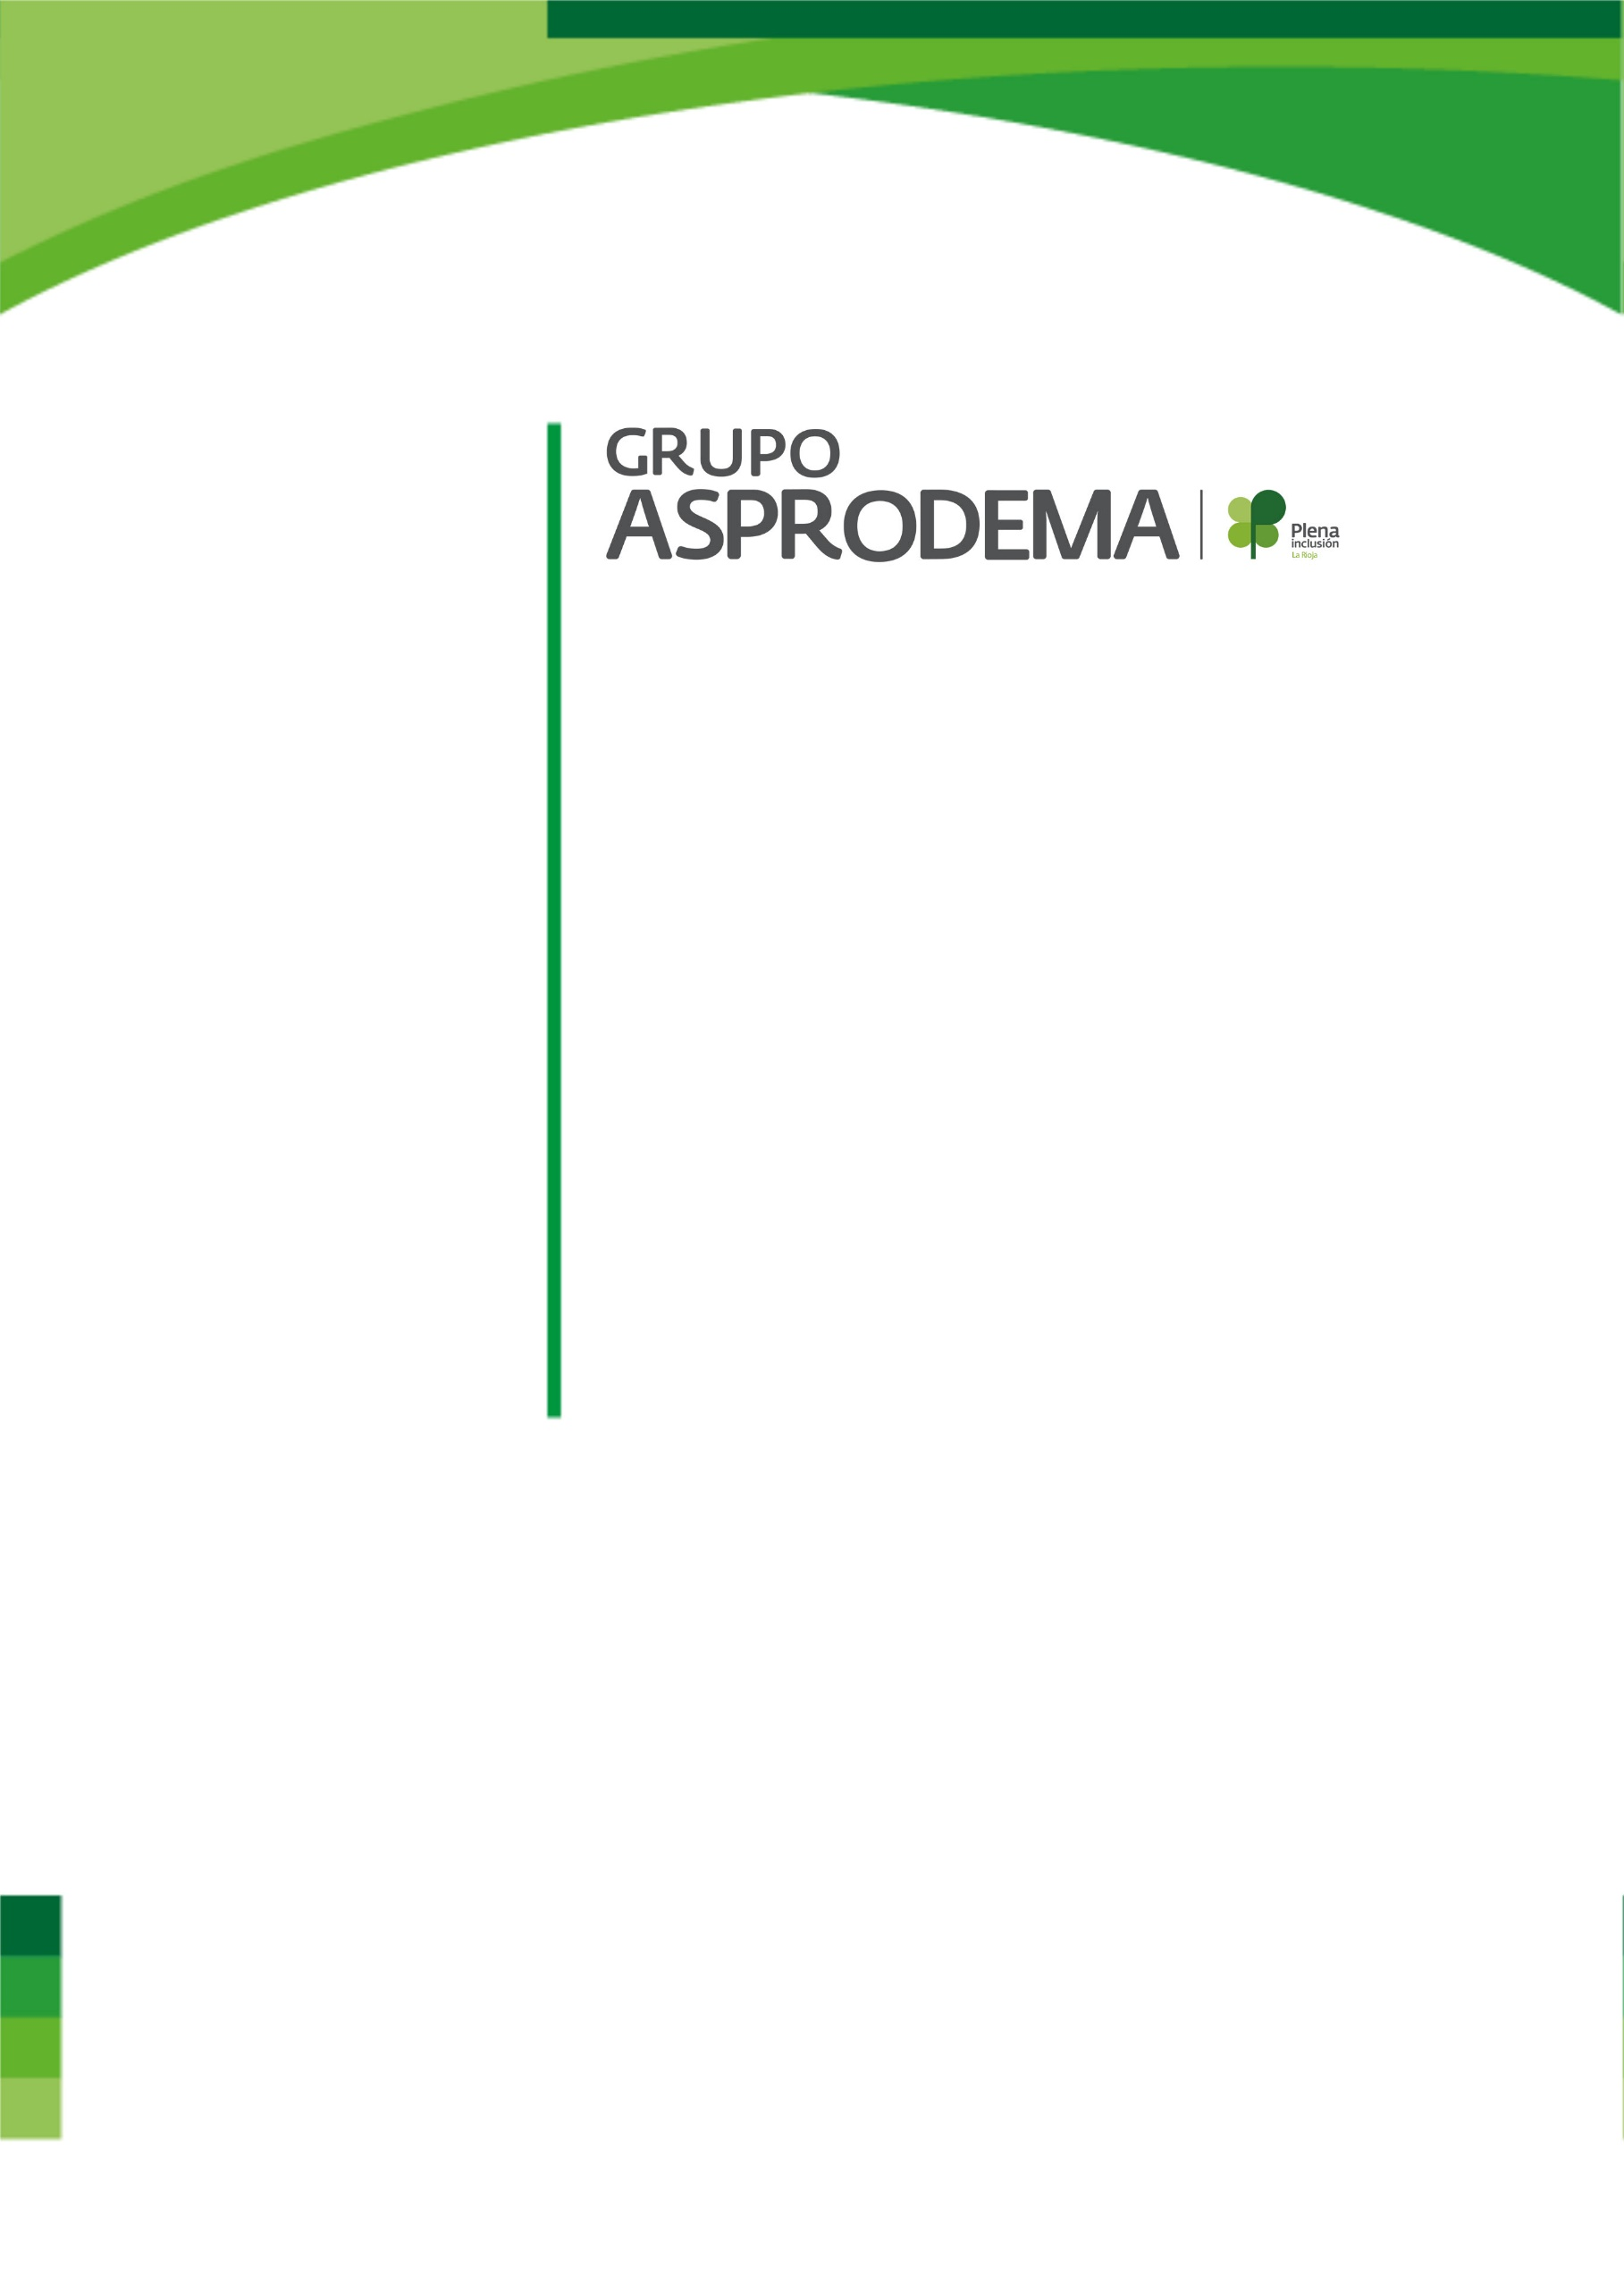 GRUPO
ASPRODEMA
Plena
inclusión
La Rioja